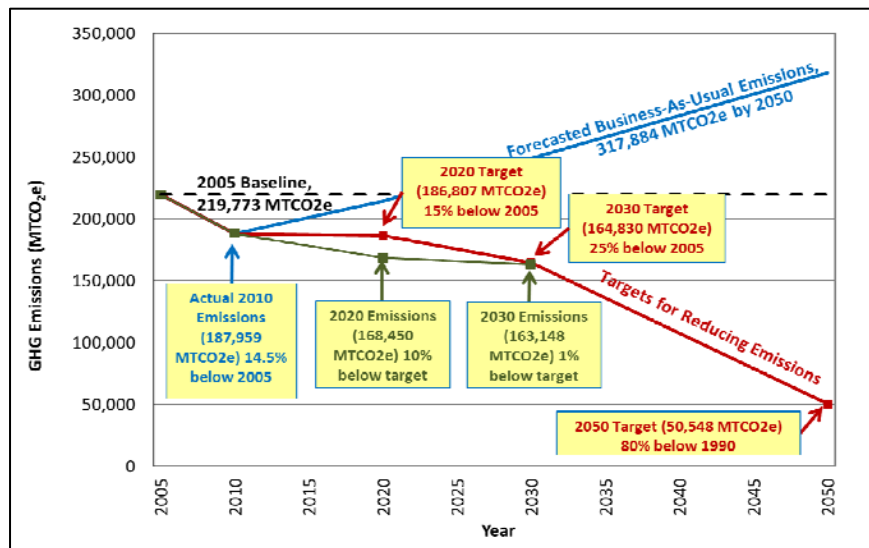 350,000
300,000
250,000
200,000
150,000
100,000
50,000
0
GHG Emissions (MTCO2e)
Forecasted Business-As-Usual Emissions,
317,884 MTCO2e by 2050
2005 Baseline,
219,773 MTCO2e
2020 Target
(186,807 MTCO2e)
15% below 2005
2030 Target
(164,830 MTCO2e)
25% below 2005
Targets for Reducing Emissions
Actual 2010
Emissions
(187,959
MTCO2e) 14.5%
below 2005
2020 Emissions
(168,450
MTCO2e) 10%
below target
2030 Emissions
(163,148
MTCO2e) 1%
below target
2050 Target (50,548 MTCO2e)
80% below 1990
2005
2010
2015
2020
2025
2030
2035
2040
2045
2050
Year